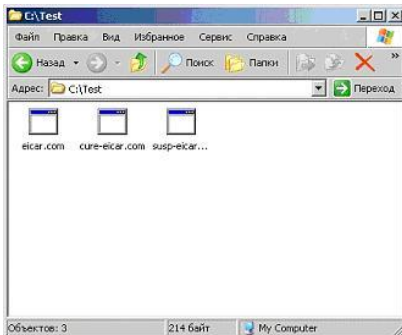 C:\Test
Файл Правка Вид Избранное Сервис Справка
Назад Поиск Папки »
Адрес: C:\Test Переход
eicar.com cure-eicar.com susp-eicar...
Объектов: 3 214 байт My Computer